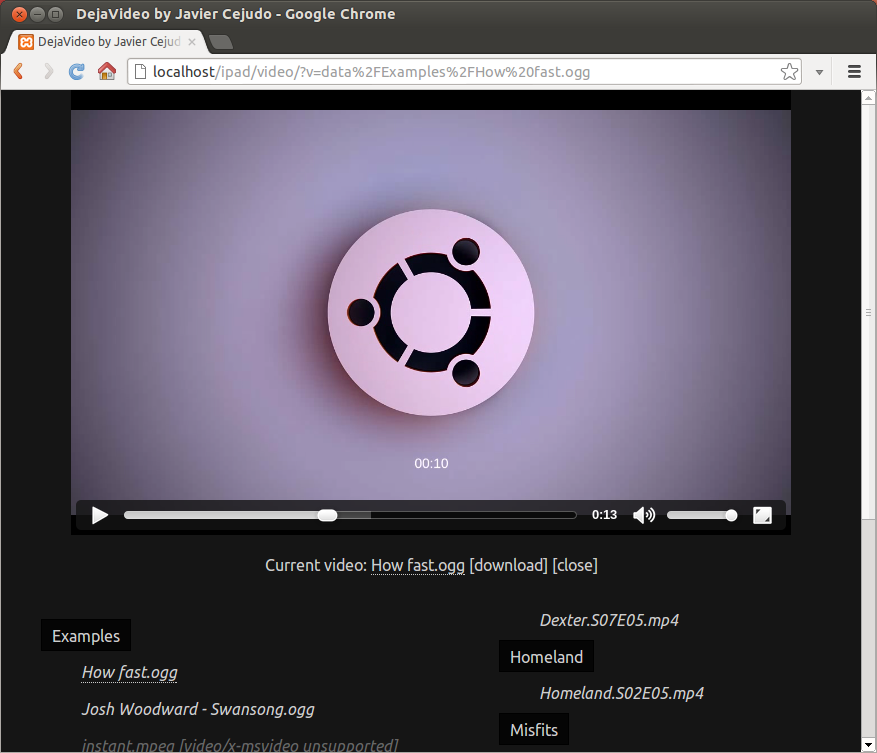 DejaVideo by Javier Cejudo - Google Chrome
DejaVideo by Javier Cejud
localhost/ipad/video/?v=data%2FExamples%2FHow%20fast.ogg
00:10
0:13
Current video: How fast.ogg [download] [close]
Examples
How fast.ogg
Josh Woodward - Swansong.ogg
instant.mpeg [video/x-msvideo unsupported]
Dexter.S07E05.mp4
Homeland
Homeland.S02E05.mp4
Misfits